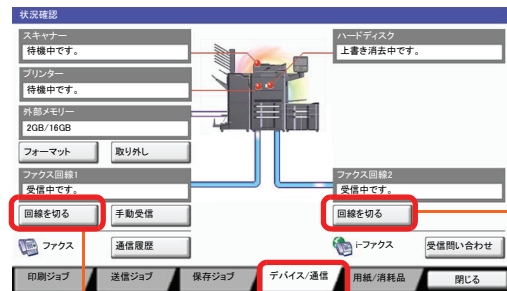 状況確認
スキャナー
待機中です。
ハードディスク
上書き消去中です。
プリンター
待機中です。
外部メモリー
2GB/16GB
フォーマット
取り外し
ファクス回線1
受信中です。
ファクス回線2
受信中です。
回線を切る
手動受信
回線を切る
ファクス
通信履歴
i-ファクス
受信問い合わせ
印刷ジョブ
送信ジョブ
保存ジョブ
デバイス/通信
用紙/消耗品
閉じる